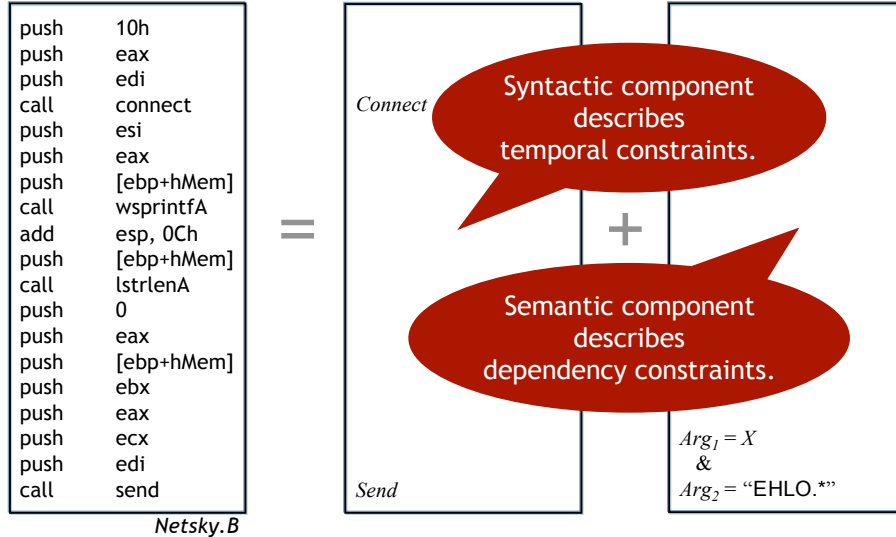 push 10h
push eax
push edi
call connect
push esi
push eax
push [ebp+hMem]
call wsprintfA
add esp, 0Ch
push [ebp+hMem]
call lstrlenA
push 0
push eax
push [ebp+hMem]
push ebx
push eax
push ecx
push edi
call send
Netsky.B
=
Connect
Send
+
Syntactic component
describes
temporal constraints.
Semantic component
describes
dependency constraints.
Arg₁ = X
&
Arg₂ = “EHLO.*”